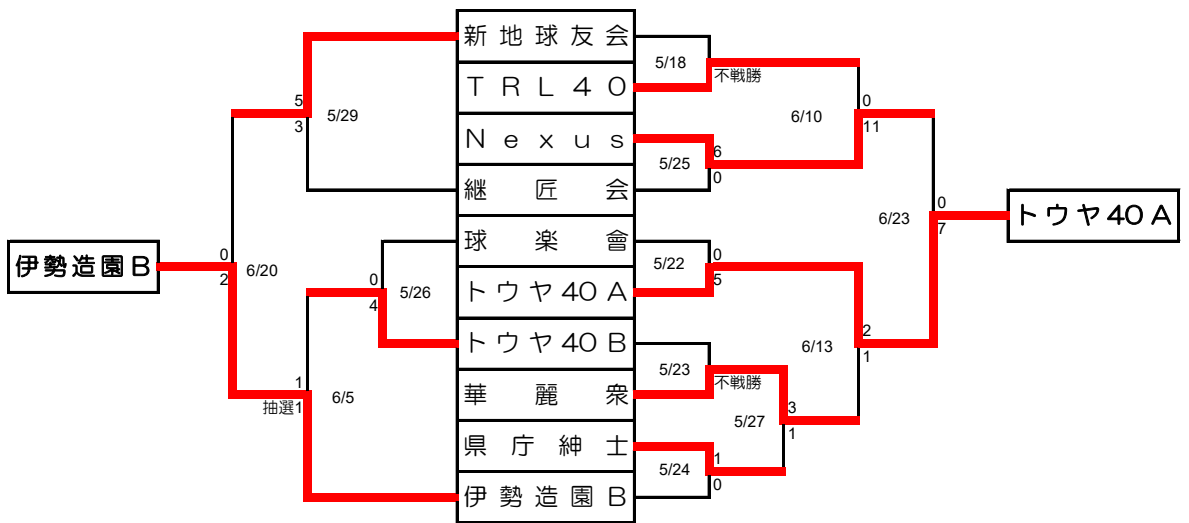 新地球友会
5/18
TRL40
不戦勝
5
3
5/29
6/10
0
11
Nexus
5/25
6
0
継匠会
球楽會
5/22
0
5
6/23
0
7
トウヤ40A
伊勢造園B
0
2
6/20
0
4
5/26
トウヤ40A
トウヤ40B
5/23
6/13
2
1
華麗衆
不戦勝
1
抽選1
6/5
5/27
3
1
県庁紳士
5/24
1
0
伊勢造園B